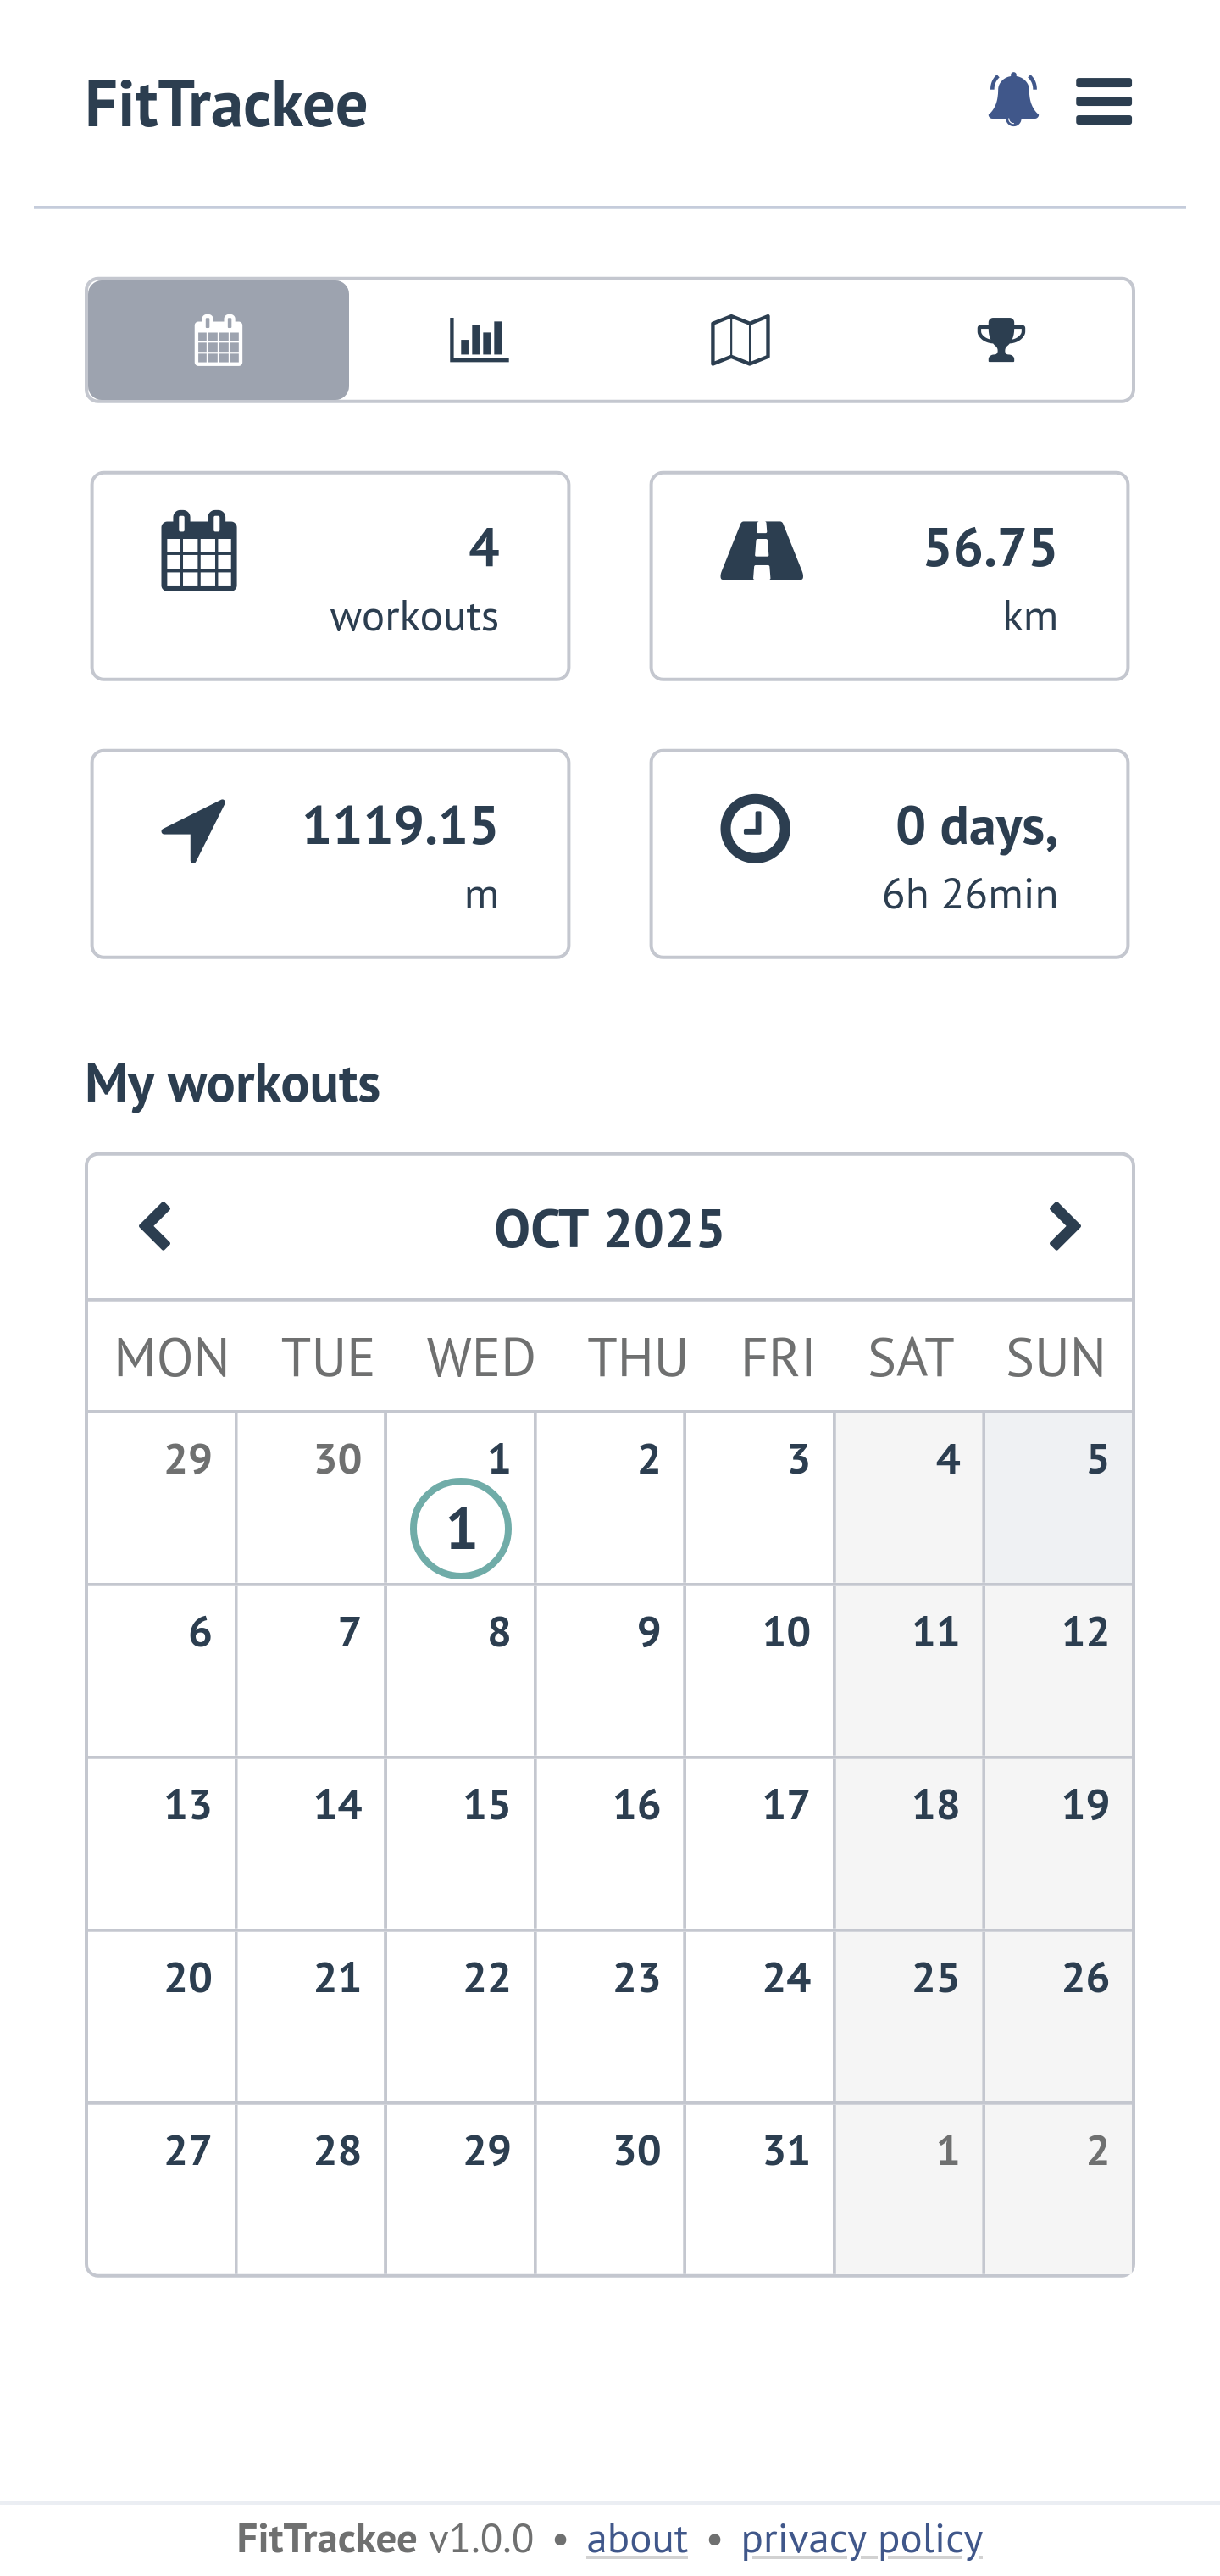 FitTrackee
4
workouts
56.75
km
1119.15
m
0 days,
6h 26min
My workouts
OCT 2025
MON TUE WED THU FRI SAT SUN
29 30 1 2 3 4 5
1
6 7 8 9 10 11 12
13 14 15 16 17 18 19
20 21 22 23 24 25 26
27 28 29 30 31 1 2
FitTrackee v1.0.0 • about • privacy policy